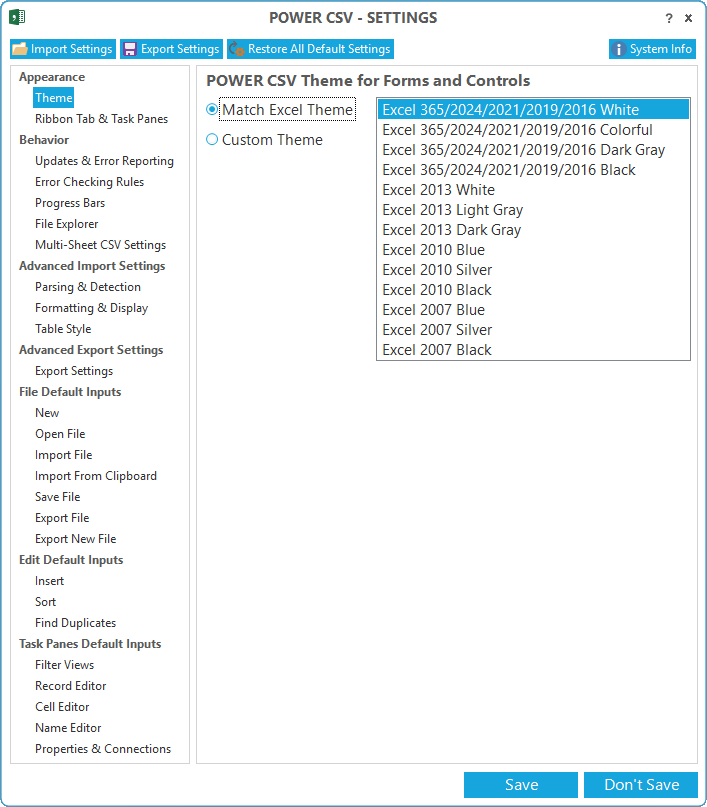 POWER CSV - SETTINGS
? x
Import Settings Export Settings Restore All Default Settings System Info
Appearance
Theme
Ribbon Tab & Task Panes
Behavior
Updates & Error Reporting
Error Checking Rules
Progress Bars
File Explorer
Multi-Sheet CSV Settings
Advanced Import Settings
Parsing & Detection
Formatting & Display
Table Style
Advanced Export Settings
Export Settings
File Default Inputs
New
Open File
Import File
Import From Clipboard
Save File
Export File
Export New File
Edit Default Inputs
Insert
Sort
Find Duplicates
Task Panes Default Inputs
Filter Views
Record Editor
Cell Editor
Name Editor
Properties & Connections
POWER CSV Theme for Forms and Controls
Match Excel Theme
Custom Theme
Excel 365/2024/2021/2019/2016 White
Excel 365/2024/2021/2019/2016 Colorful
Excel 365/2024/2021/2019/2016 Dark Gray
Excel 365/2024/2021/2019/2016 Black
Excel 2013 White
Excel 2013 Light Gray
Excel 2013 Dark Gray
Excel 2010 Blue
Excel 2010 Silver
Excel 2010 Black
Excel 2007 Blue
Excel 2007 Silver
Excel 2007 Black
Save Don't Save